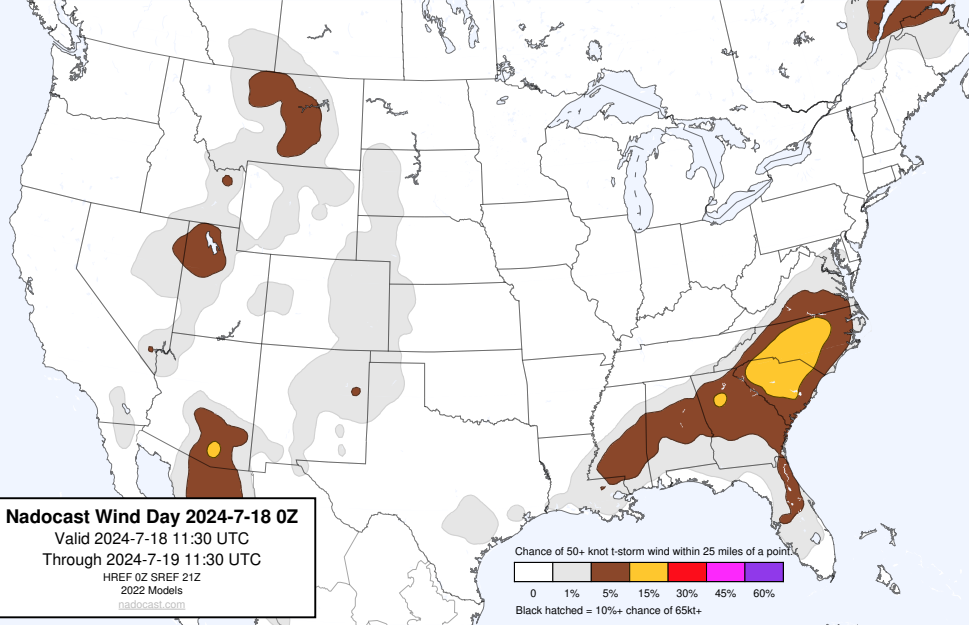 Nadocast Wind Day 2024-7-18 0Z
Valid 2024-7-18 11:30 UTC
Through 2024-7-19 11:30 UTC
HREF 0Z SREF 21Z
2022 Models
nadocast.com
Chance of 50+ knot t-storm wind within 25 miles of a point.
0 1% 5% 15% 30% 45% 60%
Black hatched = 10%+ chance of 65kt+